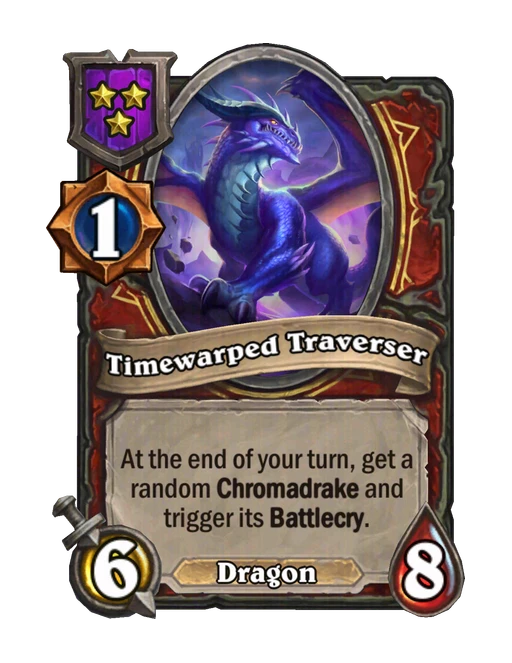 1
Timewarped Traverser
At the end of your turn, get a
random Chromadrake and
trigger its Battlecry.
6
Dragon
8